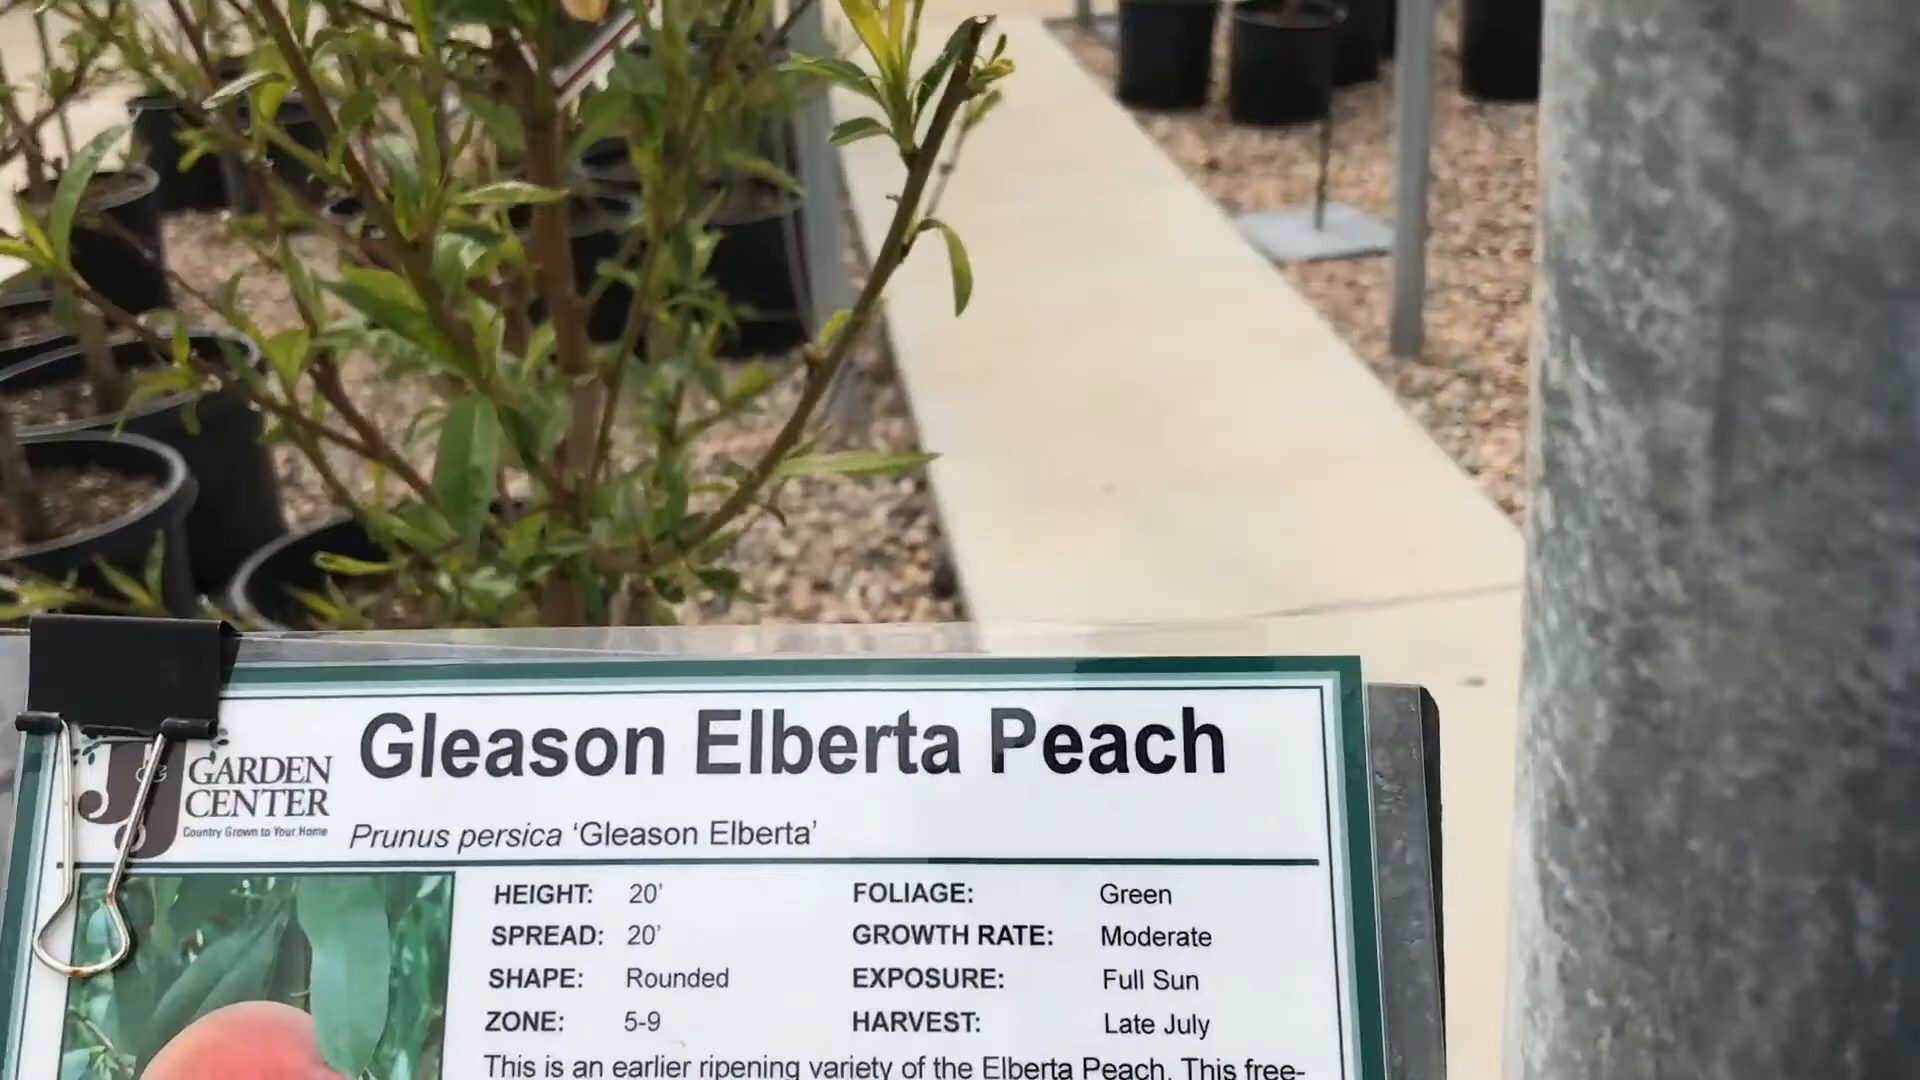 Gleason Elberta Peach
J&J GARDEN
CENTER
Country Grown to Your Home
Prunus persica ‘Gleason Elberta’
HEIGHT: 20’ FOLIAGE: Green
SPREAD: 20’ GROWTH RATE: Moderate
SHAPE: Rounded EXPOSURE: Full Sun
ZONE: 5-9 HARVEST: Late July
This is an earlier ripening variety of the Elberta Peach. This free-